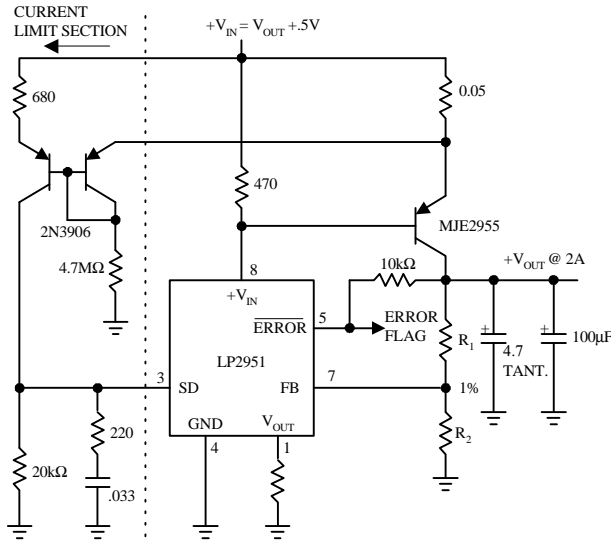 CURRENT
LIMIT SECTION
+V_IN = V_OUT +.5V
680
0.05
470
2N3906
MJE2955
4.7MΩ
8
10kΩ
+V_OUT @ 2A
+V_IN
5
ERROR
ERROR
FLAG
R_1
+
4.7
TANT.
+
100µF
LP2951
3
SD
FB
7
1%
GND
V_OUT
220
4
1
R_2
20kΩ
.033